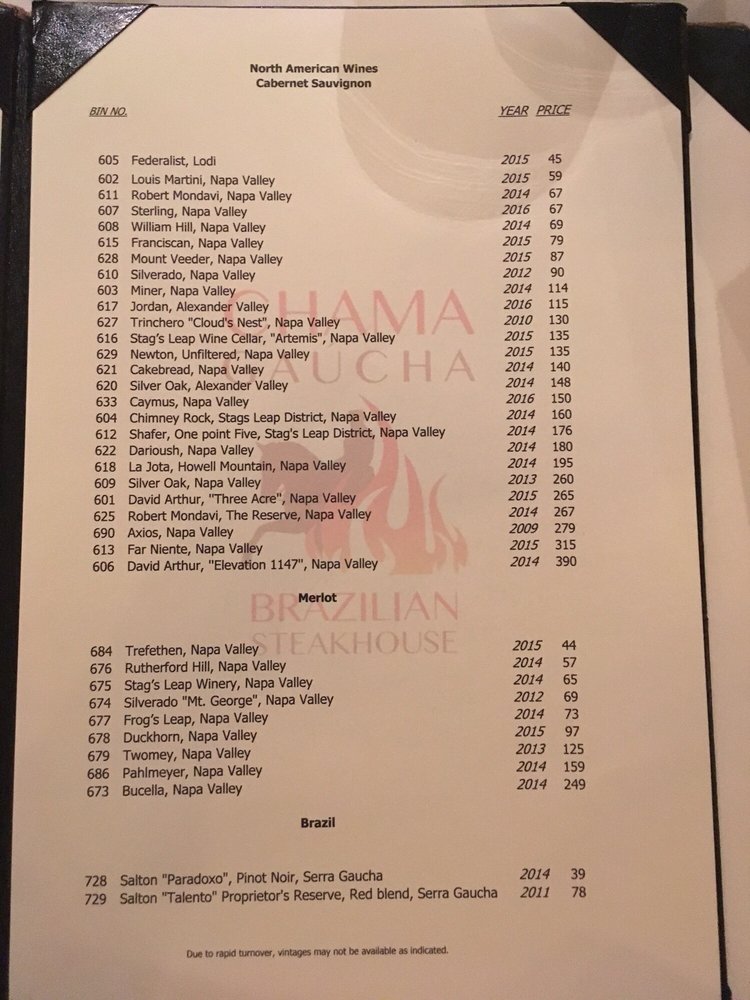 North American Wines
Cabernet Sauvignon
BIN NO. YEAR PRICE
605 Federalist, Lodi 2015 45
602 Louis Martini, Napa Valley 2015 59
611 Robert Mondavi, Napa Valley 2014 67
607 Sterling, Napa Valley 2016 67
608 William Hill, Napa Valley 2014 69
615 Franciscan, Napa Valley 2015 79
628 Mount Veeder, Napa Valley 2015 87
610 Silverado, Napa Valley 2012 90
603 Miner, Napa Valley 2014 114
617 Jordan, Alexander Valley 2016 115
627 Trinchero "Cloud's Nest", Napa Valley 2010 130
616 Stag's Leap Wine Cellar, "Artemis", Napa Valley 2015 135
629 Newton, Unfiltered, Napa Valley 2015 135
621 Cakebread, Napa Valley 2014 140
620 Silver Oak, Alexander Valley 2014 148
633 Caymus, Napa Valley 2016 150
604 Chimney Rock, Stags Leap District, Napa Valley 2014 160
612 Shafer, One point Five, Stag's Leap District, Napa Valley 2014 176
622 Darioush, Napa Valley 2014 180
618 La Jota, Howell Mountain, Napa Valley 2014 195
609 Silver Oak, Napa Valley 2013 260
601 David Arthur, "Three Acre", Napa Valley 2015 265
625 Robert Mondavi, The Reserve, Napa Valley 2014 267
690 Axios, Napa Valley 2009 279
613 Far Niente, Napa Valley 2015 315
606 David Arthur, "Elevation 1147", Napa Valley 2014 390
CHAMA
GAUCHA
BRAZILIAN
STEAKHOUSE
Merlot
684 Trefethen, Napa Valley 2015 44
676 Rutherford Hill, Napa Valley 2014 57
675 Stag's Leap Winery, Napa Valley 2014 65
674 Silverado "Mt. George", Napa Valley 2012 69
677 Frog's Leap, Napa Valley 2014 73
678 Duckhorn, Napa Valley 2015 97
679 Twomey, Napa Valley 2013 125
686 Pahlmeyer, Napa Valley 2014 159
673 Bucella, Napa Valley 2014 249
Brazil
728 Salton "Paradoxo", Pinot Noir, Serra Gaucha 2014 39
729 Salton "Talento" Proprietor's Reserve, Red blend, Serra Gaucha 2011 78
Due to rapid turnover, vintages may not be available as indicated.